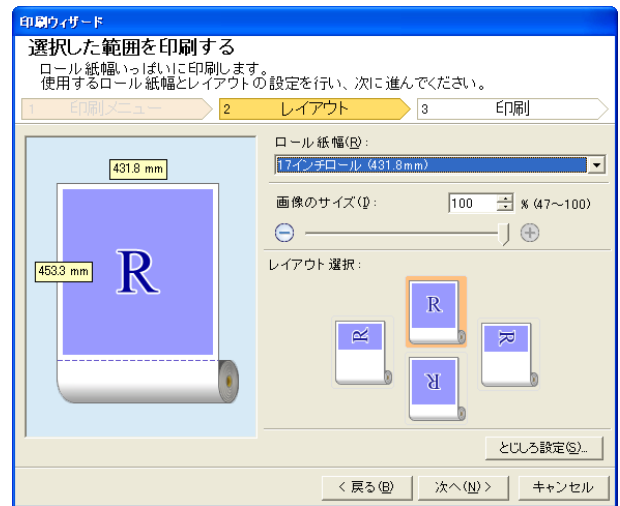 印刷ウィザード
選択した範囲を印刷する
ロール紙幅いっぱいに印刷します。
使用するロール紙幅とレイアウトの設定を行い、次に進んでください。
1 印刷メニュー 2 レイアウト 3 印刷
ロール紙幅(R):
17インチロール (431.8mm)
431.8 mm
画像のサイズ(I): 100 % (47～100)
453.3 mm
R
レイアウト選択:
R
R
R
R
とじしろ設定(S)...
< 戻る(B) 次へ(N) > キャンセル